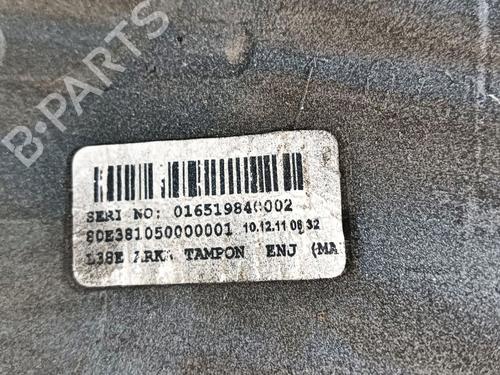 B-PARTS
SERI NO: 016519840002
80E381050000001 10.12.11 08:32
L38E ARKA TAMPON ENJ (MA